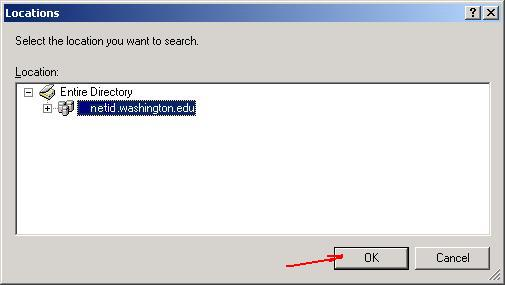 Locations
Select the location you want to search.
Location:
Entire Directory
netid.washington.edu
OK
Cancel